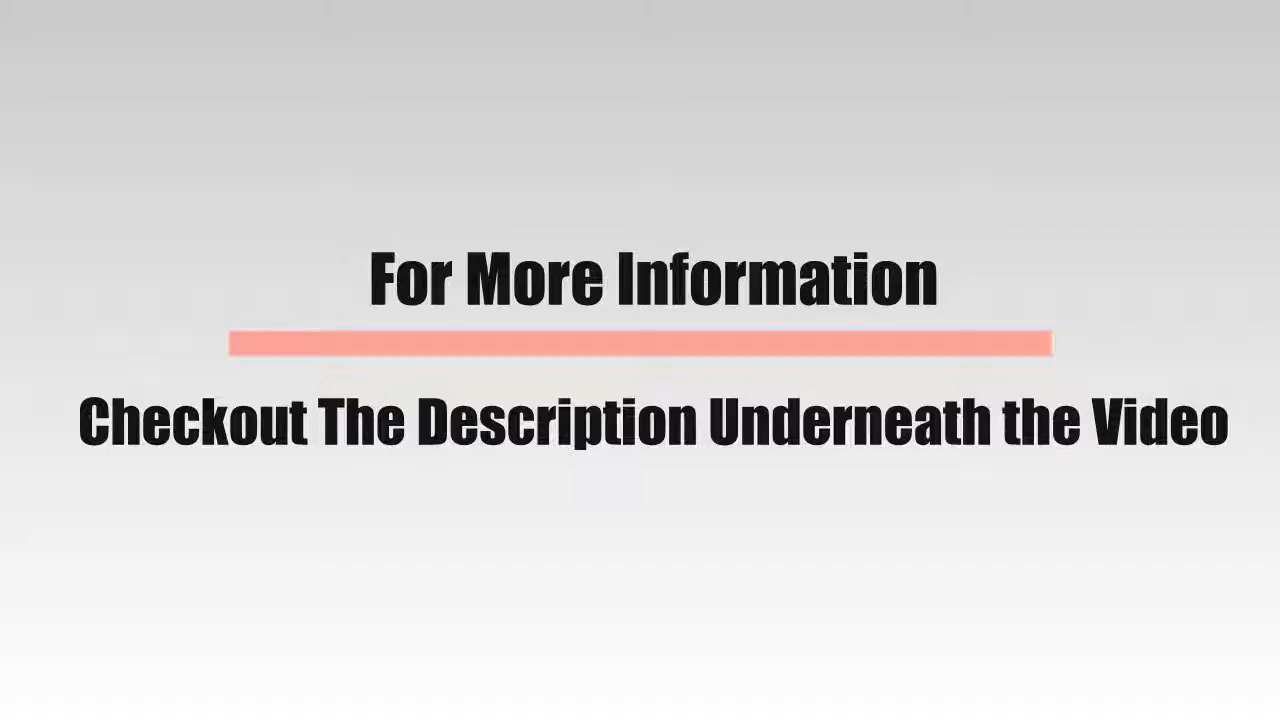 For More Information
Checkout The Description Underneath the Video